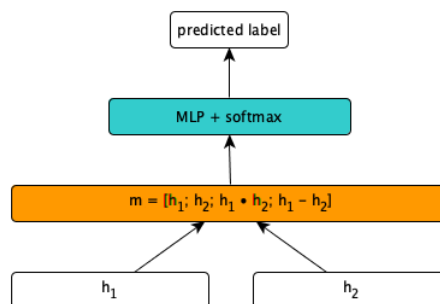 predicted label
MLP + softmax
m = [h₁; h₂; h₁ • h₂; h₁ − h₂]
h₁
h₂